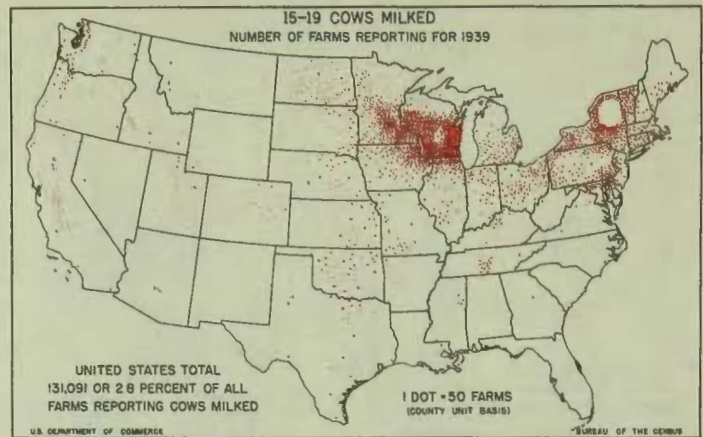 15-19 COWS MILKED
NUMBER OF FARMS REPORTING FOR 1939
UNITED STATES TOTAL
131,091 OR 2.8 PERCENT OF ALL
FARMS REPORTING COWS MILKED
1 DOT = 50 FARMS
(COUNTY UNIT BASIS)
U.S. DEPARTMENT OF COMMERCE
BUREAU OF THE CENSUS